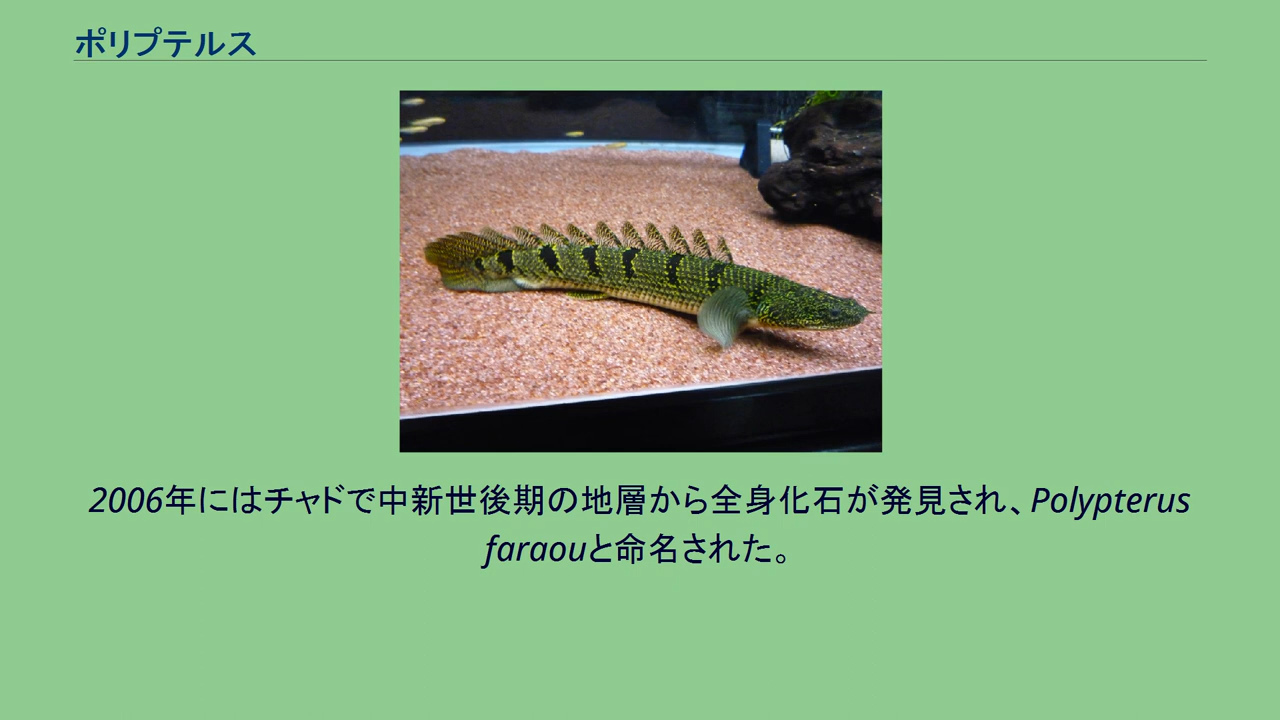 ポリプテルス
2006年にはチャドで中新世後期の地層から全身化石が発見され、Polypterus
faraouと命名された。